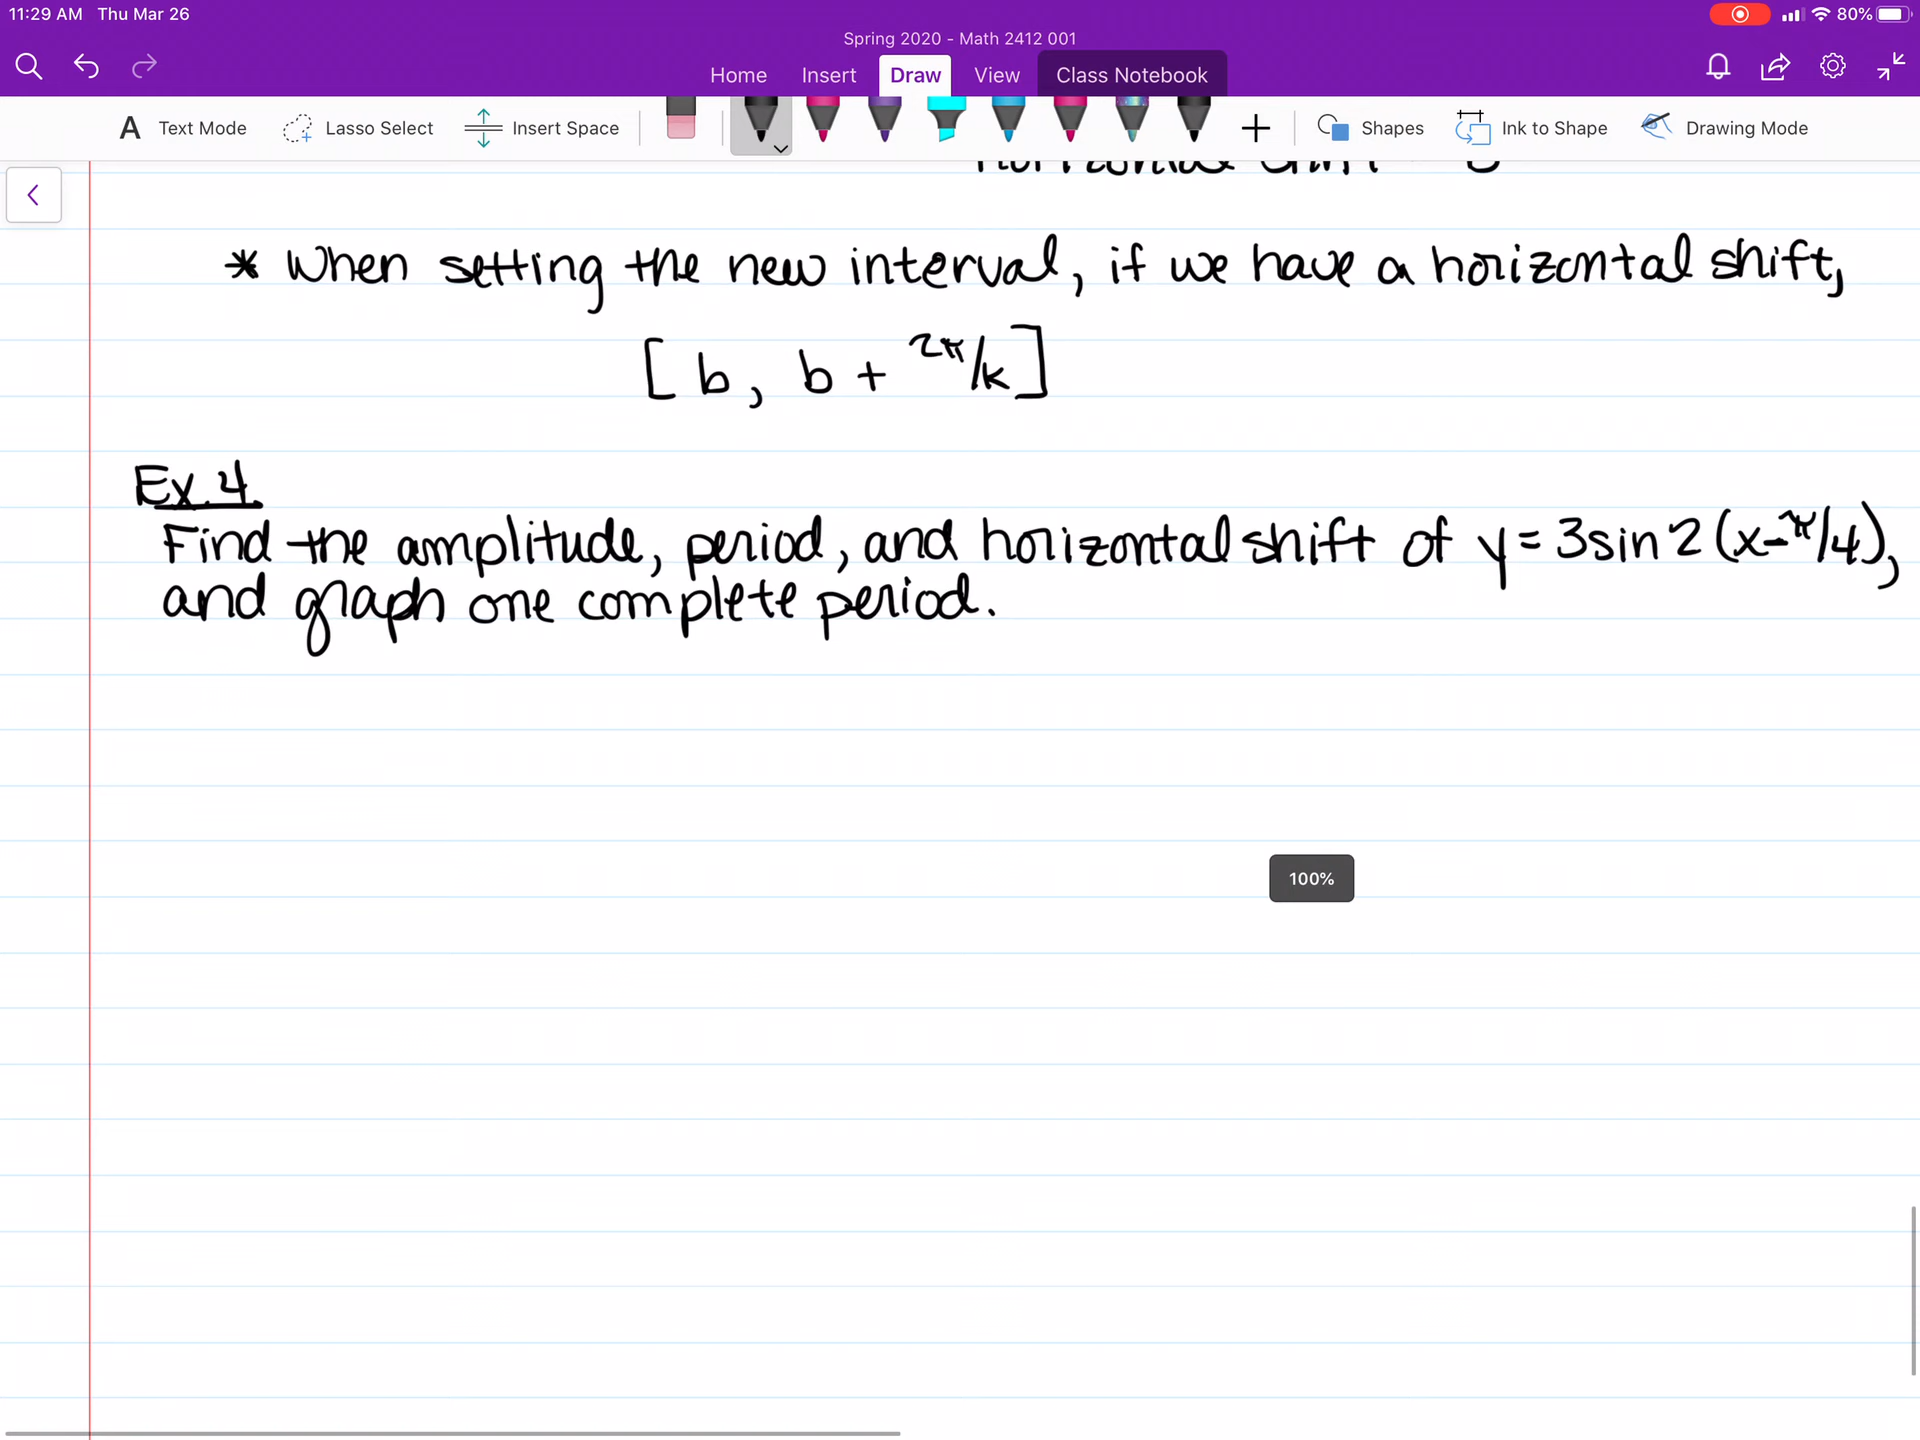 11:29 AM Thu Mar 26
80%
Spring 2020 - Math 2412 001
Home Insert Draw View Class Notebook
A Text Mode Lasso Select Insert Space Shapes Ink to Shape Drawing Mode
Horizontal Shift = b
* When setting the new interval, if we have a horizontal shift,
[b, b + 2π/k]
Ex. 4.
Find the amplitude, period, and horizontal shift of y = 3sin 2 (x-π/4),
and graph one complete period.
100%